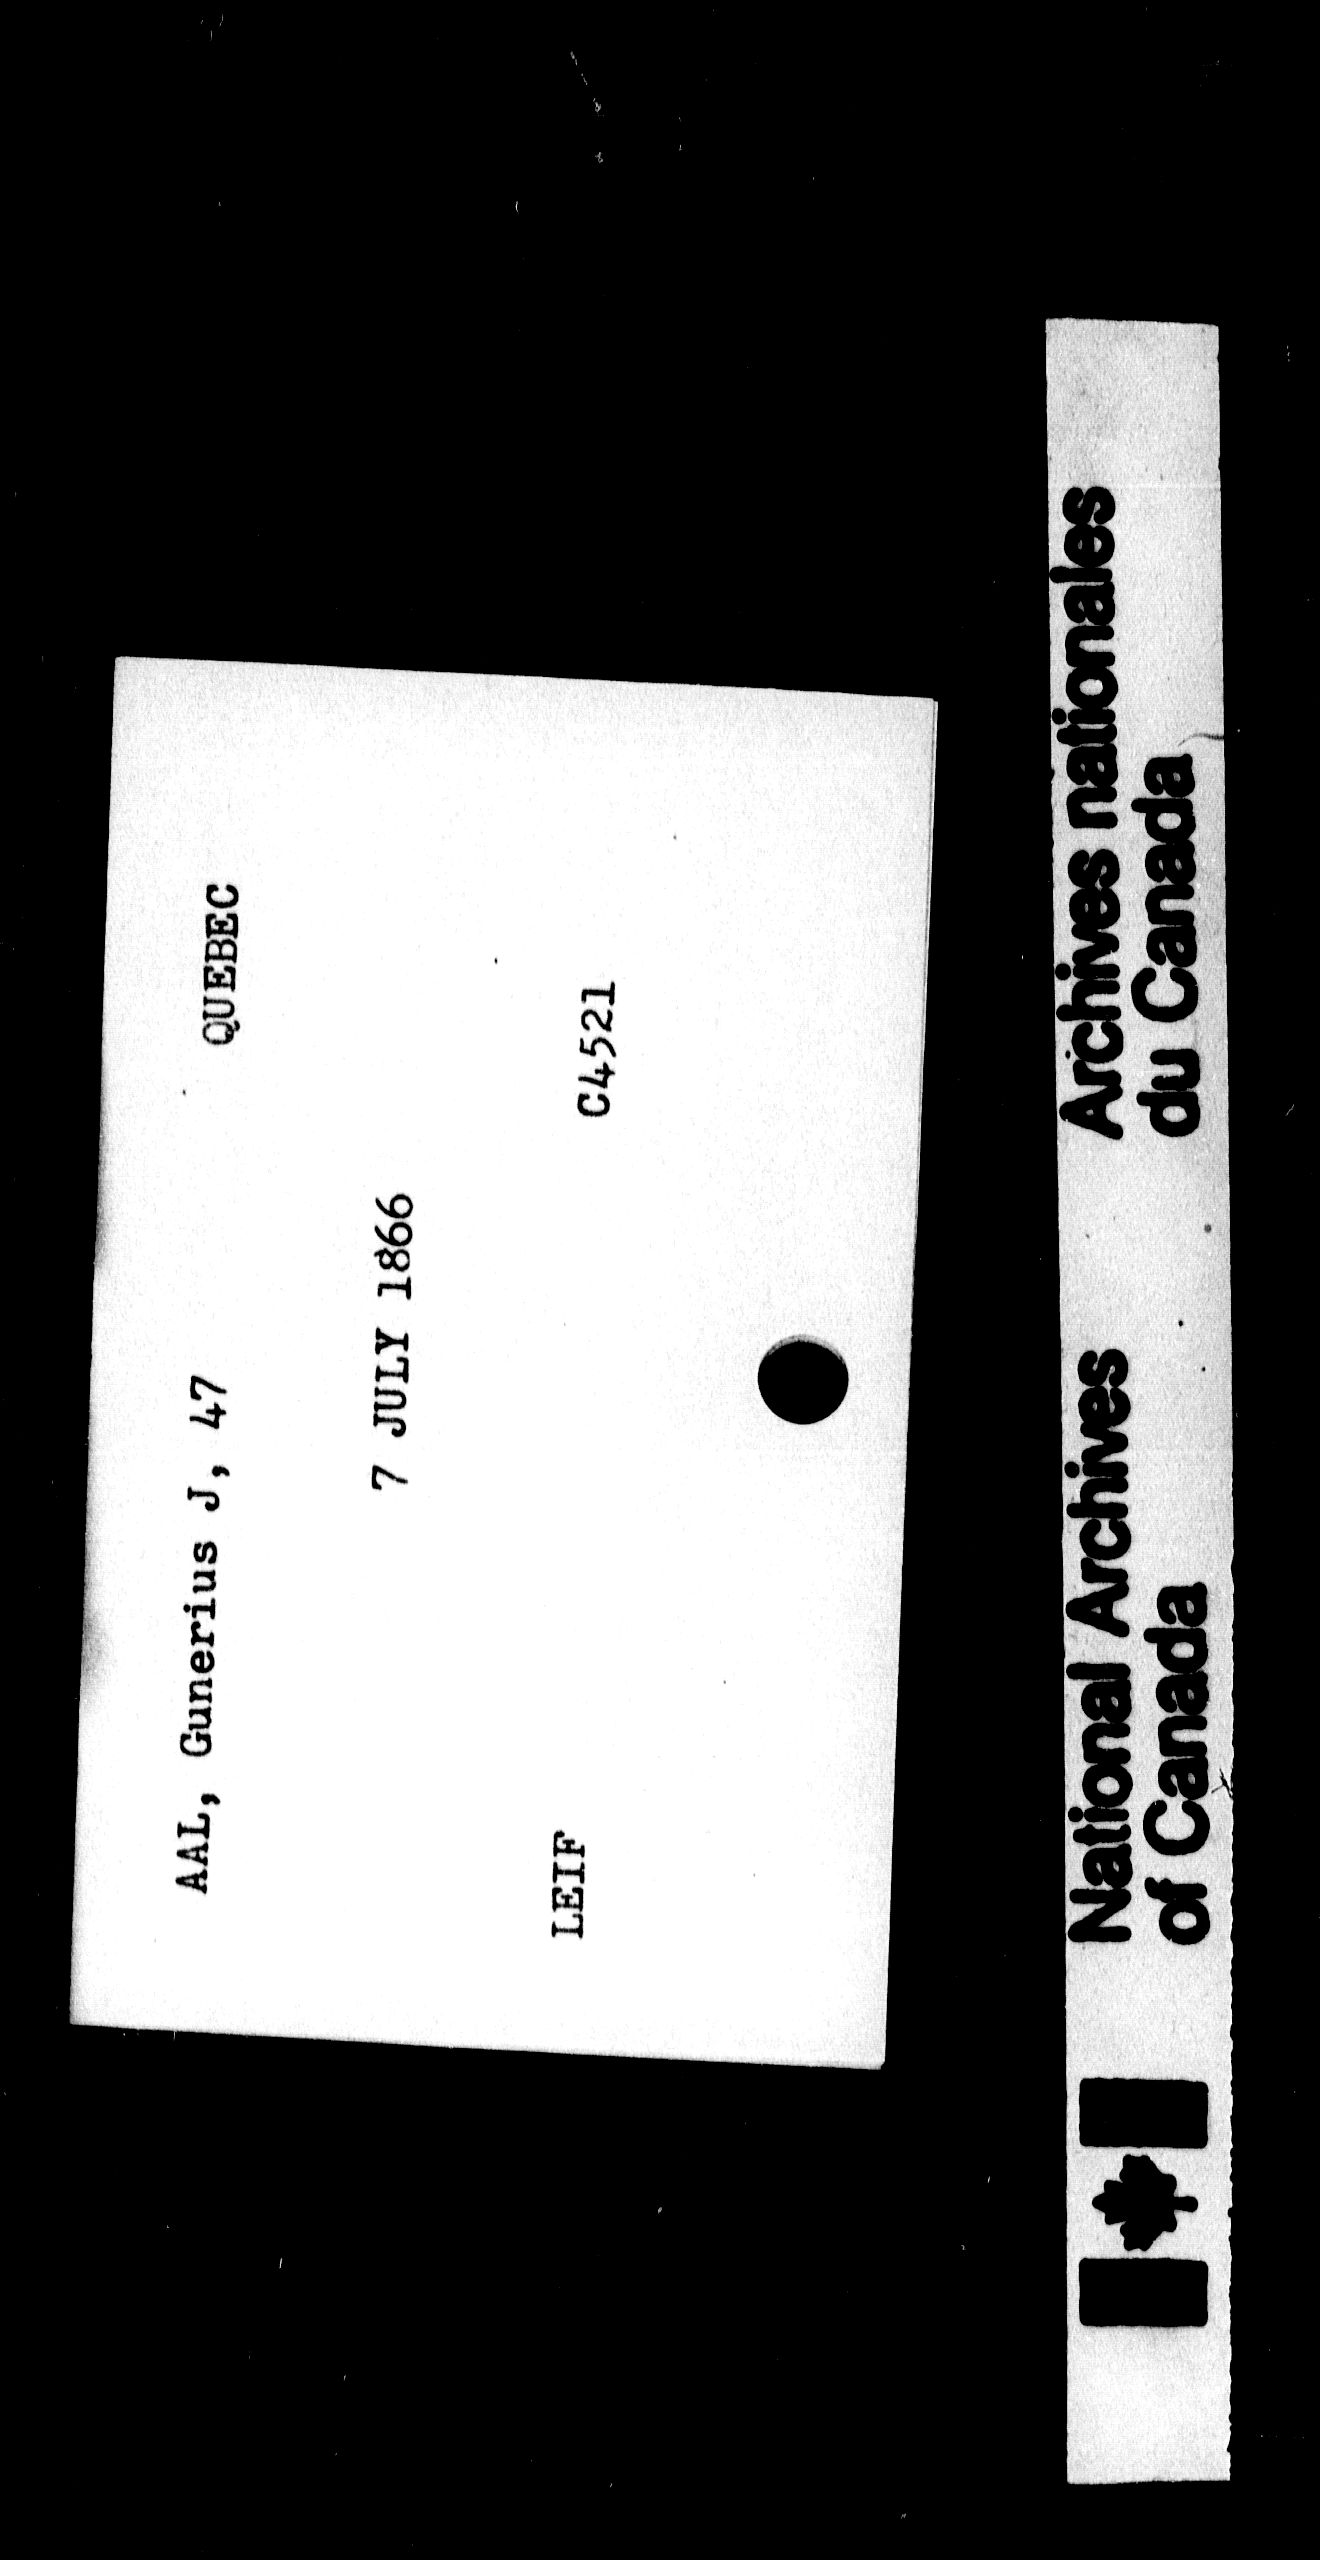 AAL, Gunerius J, 47 QUEBEC
7 JULY 1866
LEIF C4521
National Archives
of Canada
Archives nationales
du Canada